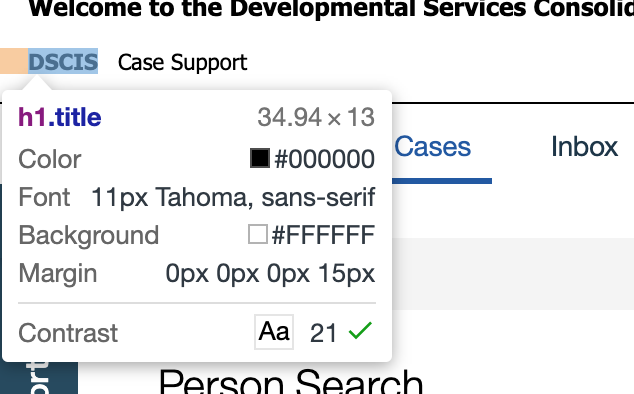 Welcome to the Developmental Services Consolid
DSCIS Case Support
h1.title 34.94 × 13
Color #000000
Font 11px Tahoma, sans-serif
Background #FFFFFF
Margin 0px 0px 0px 15px
Contrast Aa 21
Cases Inbox
ort
Person Search